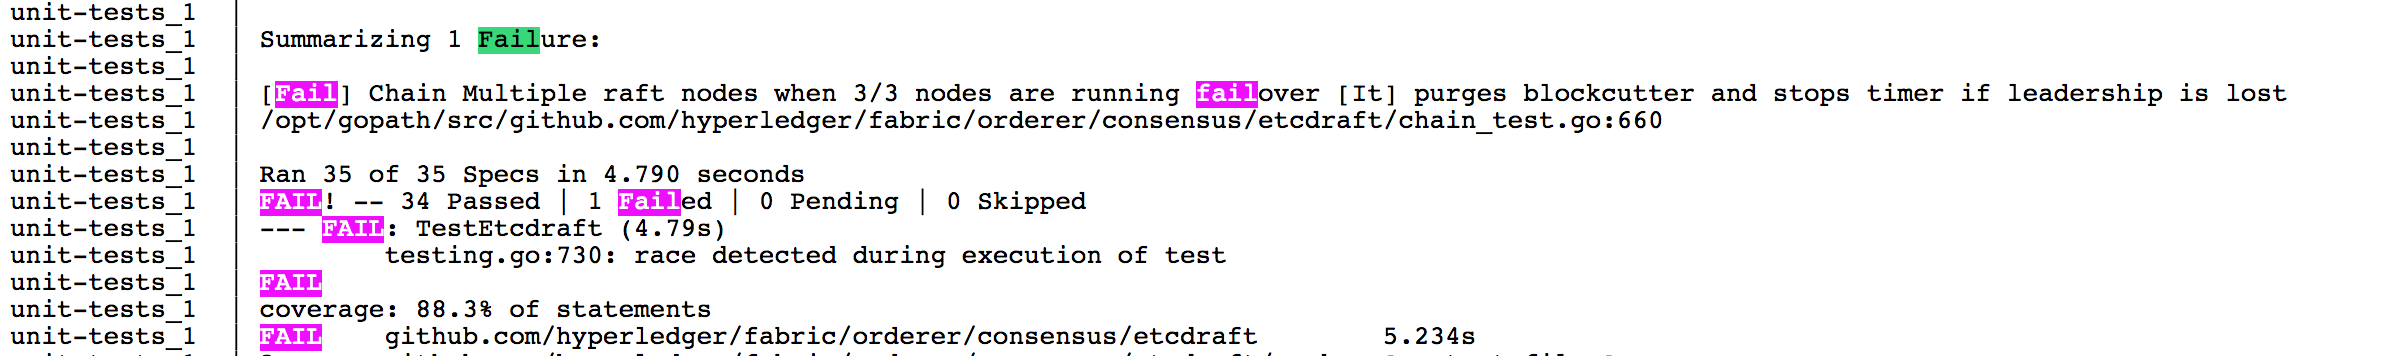 unit-tests_1 |
unit-tests_1 | Summarizing 1 Failure:
unit-tests_1 |
unit-tests_1 | [Fail] Chain Multiple raft nodes when 3/3 nodes are running failover [It] purges blockcutter and stops timer if leadership is lost
unit-tests_1 | /opt/gopath/src/github.com/hyperledger/fabric/orderer/consensus/etcdraft/chain_test.go:660
unit-tests_1 |
unit-tests_1 | Ran 35 of 35 Specs in 4.790 seconds
unit-tests_1 | FAIL! -- 34 Passed | 1 Failed | 0 Pending | 0 Skipped
unit-tests_1 | --- FAIL: TestEtcdraft (4.79s)
unit-tests_1 | testing.go:730: race detected during execution of test
unit-tests_1 | FAIL
unit-tests_1 | coverage: 88.3% of statements
unit-tests_1 | FAIL github.com/hyperledger/fabric/orderer/consensus/etcdraft 5.234s